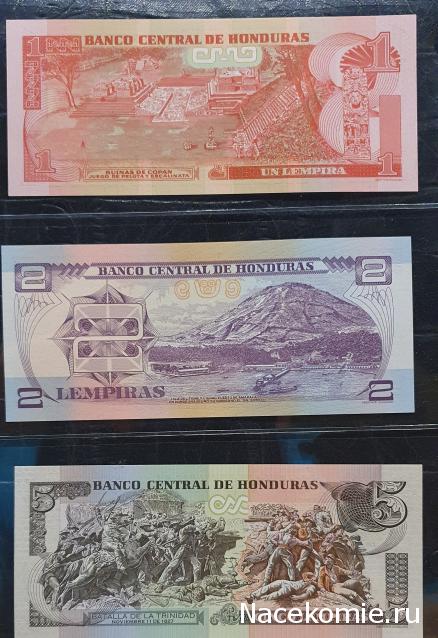 1
BANCO CENTRAL DE HONDURAS
1
1
RUINAS DE COPAN
JUEGO DE PELOTA Y ESCALINATA
UN LEMPIRA
1
2
BANCO CENTRAL DE HONDURAS
2
2
LEMPIRAS
2
5
BANCO CENTRAL DE HONDURAS
5
BATALLA DE LA TRINIDAD
NOVIEMBRE 11 DE 1827
Nacekomie.ru